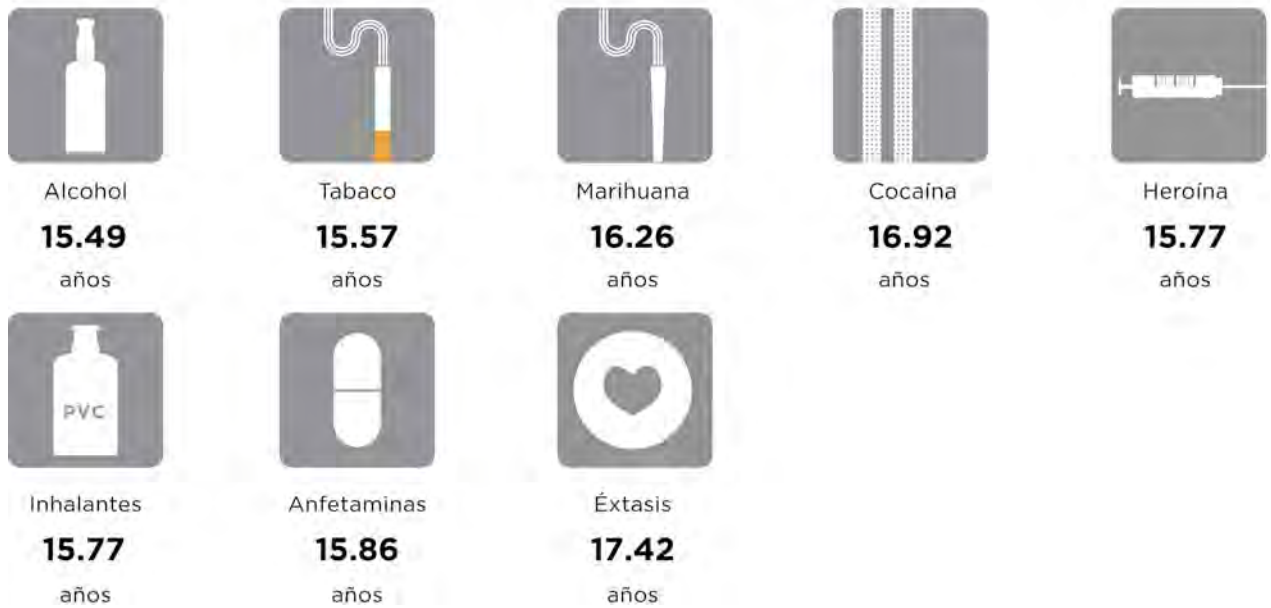 Alcohol
15.49
años
Tabaco
15.57
años
Marihuana
16.26
años
Cocaína
16.92
años
Heroína
15.77
años
PVC
Inhalantes
15.77
años
Anfetaminas
15.86
años
Éxtasis
17.42
años